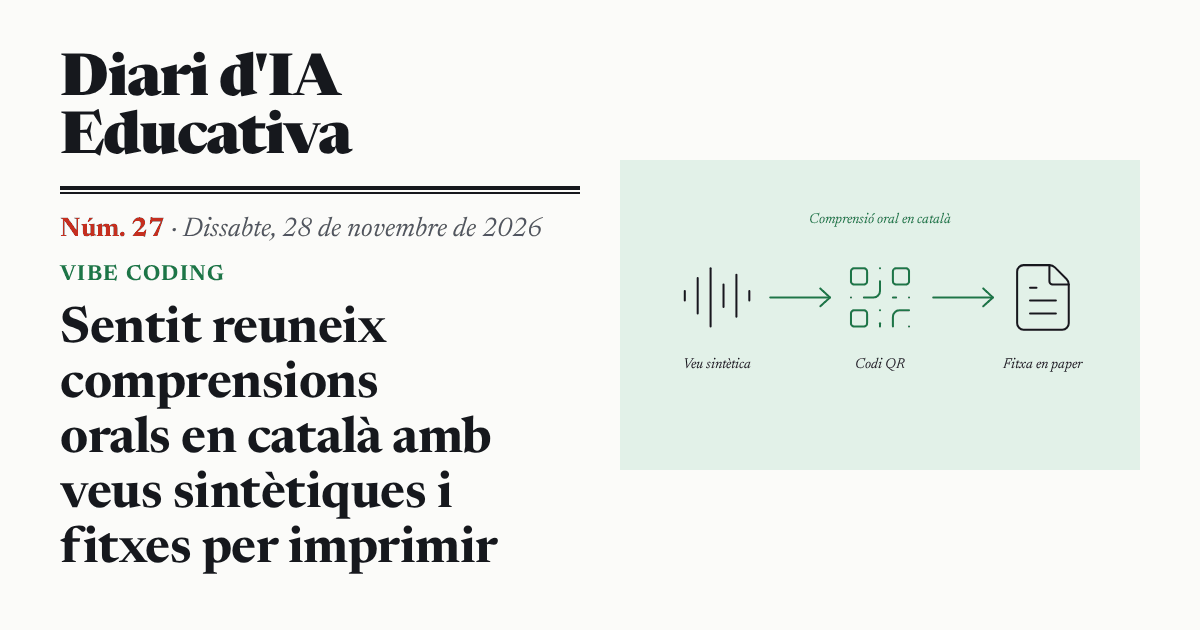 Diari d'IA
Educativa
Núm. 27 · Dissabte, 28 de novembre de 2026
VIBE CODING
Sentit reuneix
comprensions
orals en català amb
veus sintètiques i
fitxes per imprimir
Comprensió oral en català
Veu sintètica
Codi QR
Fitxa en paper